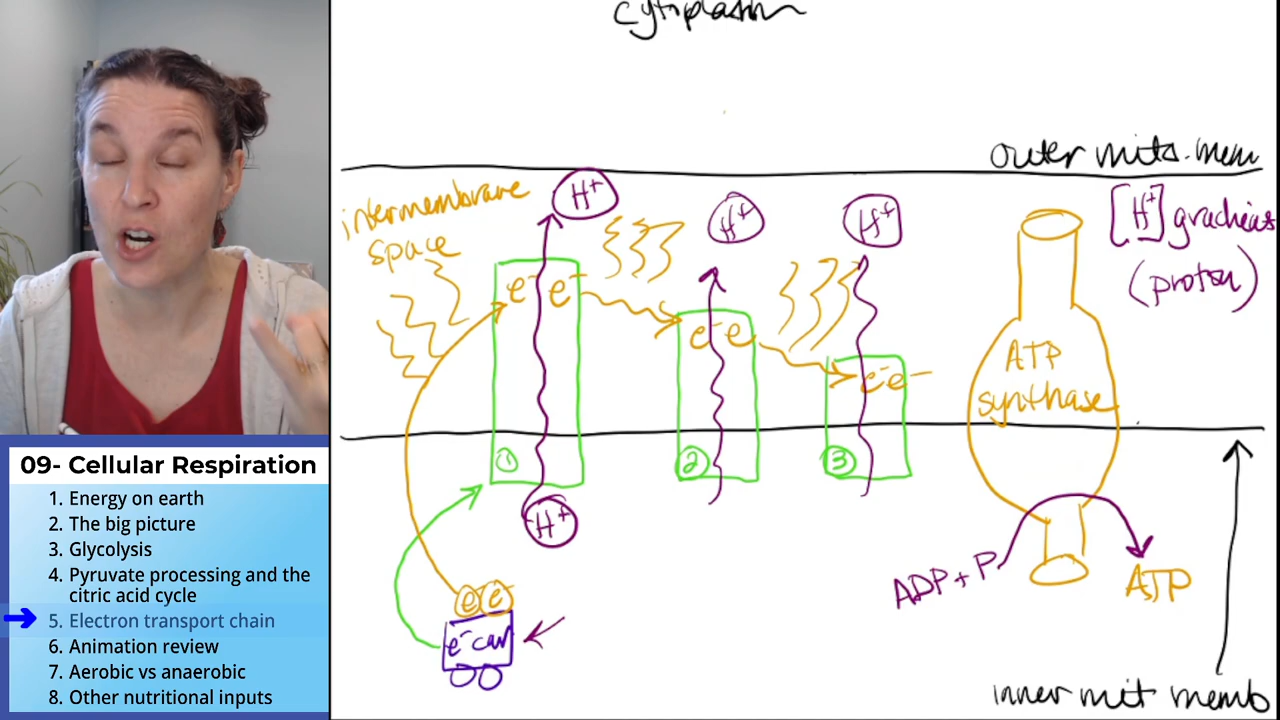 cytoplasm
outer mito. mem
intermembrane
space
H+
H+
H+
[H+] gradient
(proton)
e- e-
e- e
e- e-
ATP
synthase
1
2
3
H+
ADP + P
ATP
e e-
e- car
inner mit memb
09- Cellular Respiration
1. Energy on earth
2. The big picture
3. Glycolysis
4. Pyruvate processing and the
citric acid cycle
5. Electron transport chain
6. Animation review
7. Aerobic vs anaerobic
8. Other nutritional inputs